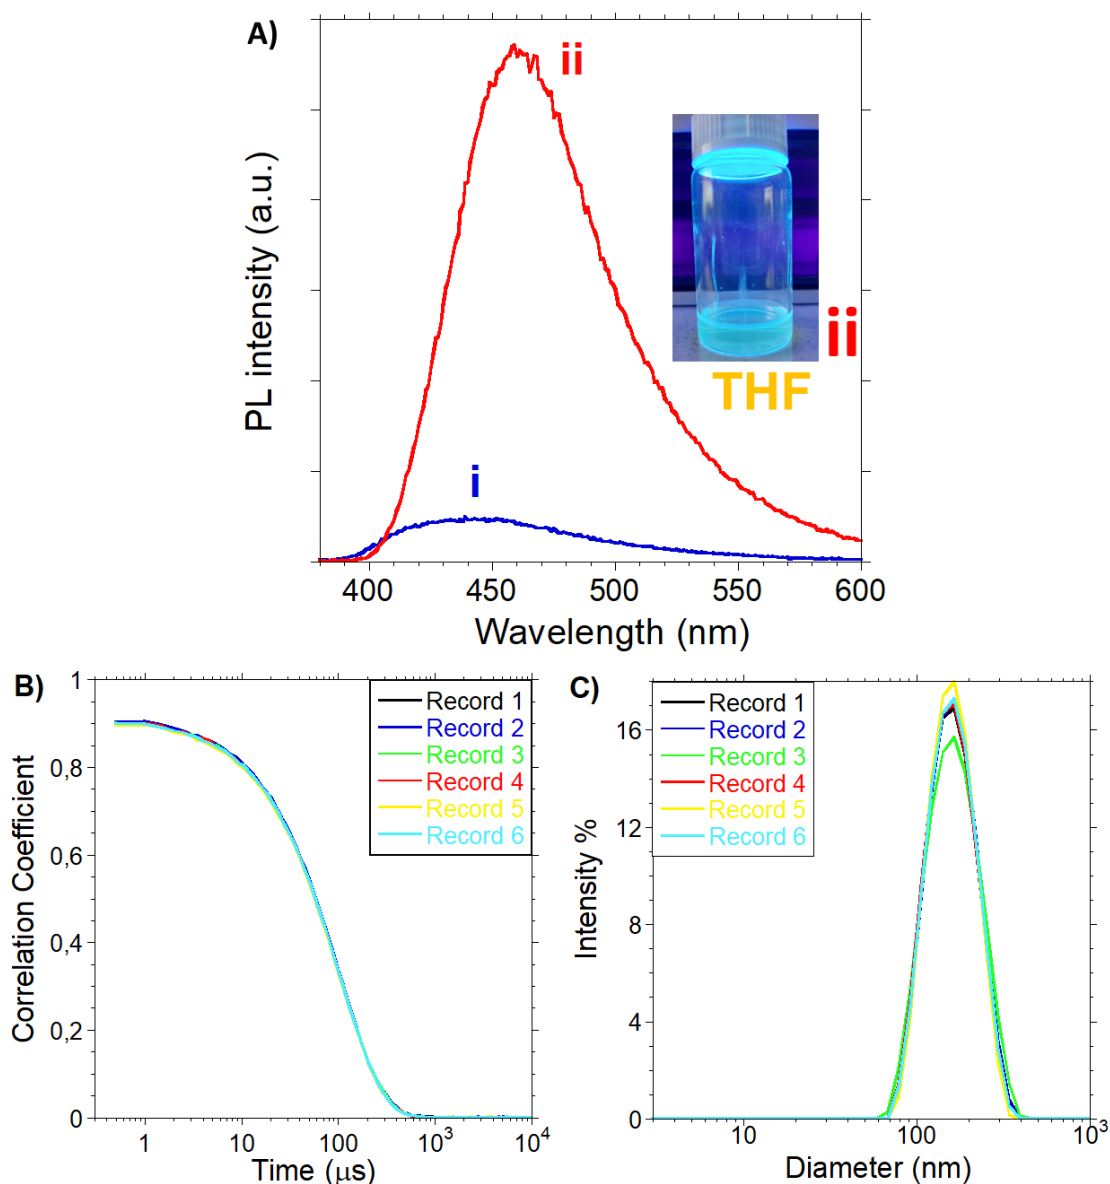 A)
ii
i
ii
THF
PL intensity (a.u.)
400 450 500 550 600
Wavelength (nm)
B)
1
0,8
0,6
0,4
0,2
0
Correlation Coefficient
Record 1
Record 2
Record 3
Record 4
Record 5
Record 6
1 10 100 10³ 10⁴
Time (μs)
C)
16
12
8
4
0
Intensity %
Record 1
Record 2
Record 3
Record 4
Record 5
Record 6
10 100 10³
Diameter (nm)